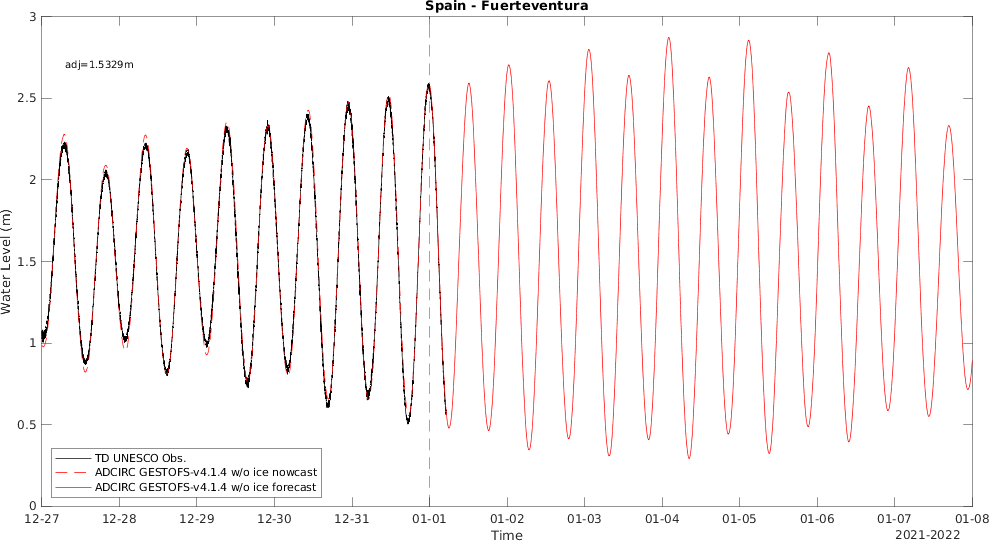 Spain - Fuerteventura
adj=1.5329m
Water Level (m)
3
2.5
2
1.5
1
0.5
0
TD UNESCO Obs.
ADCIRC GESTOFS-v4.1.4 w/o ice nowcast
ADCIRC GESTOFS-v4.1.4 w/o ice forecast
12-27 12-28 12-29 12-30 12-31 01-01 01-02 01-03 01-04 01-05 01-06 01-07 01-08
Time
2021-2022